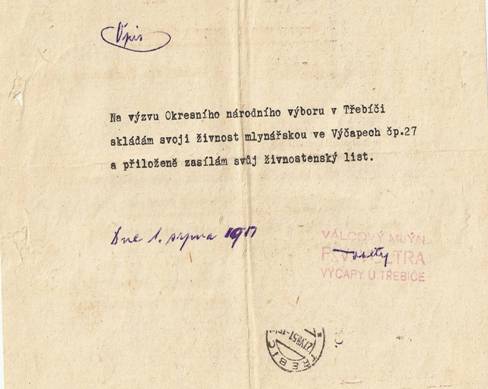 Opis
Na výzvu Okresního národního výboru v Třebíči
skládám svoji živnost mlynářskou ve Výčapech čp.27
a přiloženě zasílám svůj živnostenský list.
Dne 1. srpna 1951
VÁLCOVÝ MLÝN
VÝČAPY U TŘEBÍČE
TŘEBÍČ